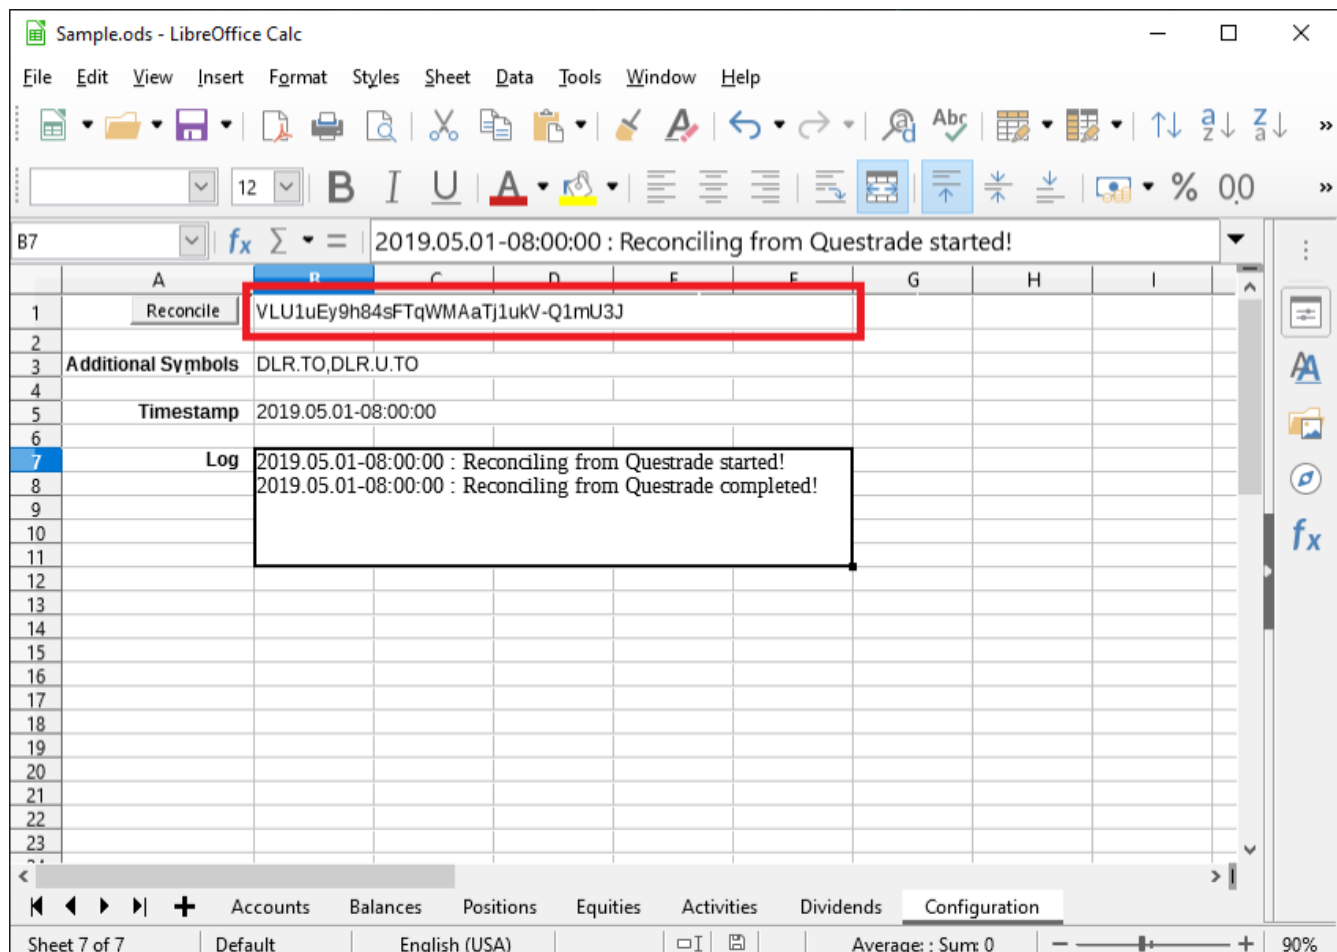 Sample.ods - LibreOffice Calc
File Edit View Insert Format Styles Sheet Data Tools Window Help
Abc
12
B7
2019.05.01-08:00:00 : Reconciling from Questrade started!
A B C D E F G H I
1 Reconcile VLU1uEy9h84sFTqWMAaTj1ukV-Q1mU3J
2
3 Additional Symbols DLR.TO,DLR.U.TO
4
5 Timestamp 2019.05.01-08:00:00
6
7 Log 2019.05.01-08:00:00 : Reconciling from Questrade started!
8 2019.05.01-08:00:00 : Reconciling from Questrade completed!
9
10
11
12
13
14
15
16
17
18
19
20
21
22
23
Accounts Balances Positions Equities Activities Dividends Configuration
Sheet 7 of 7 Default English (USA) Average: ; Sum: 0 90%